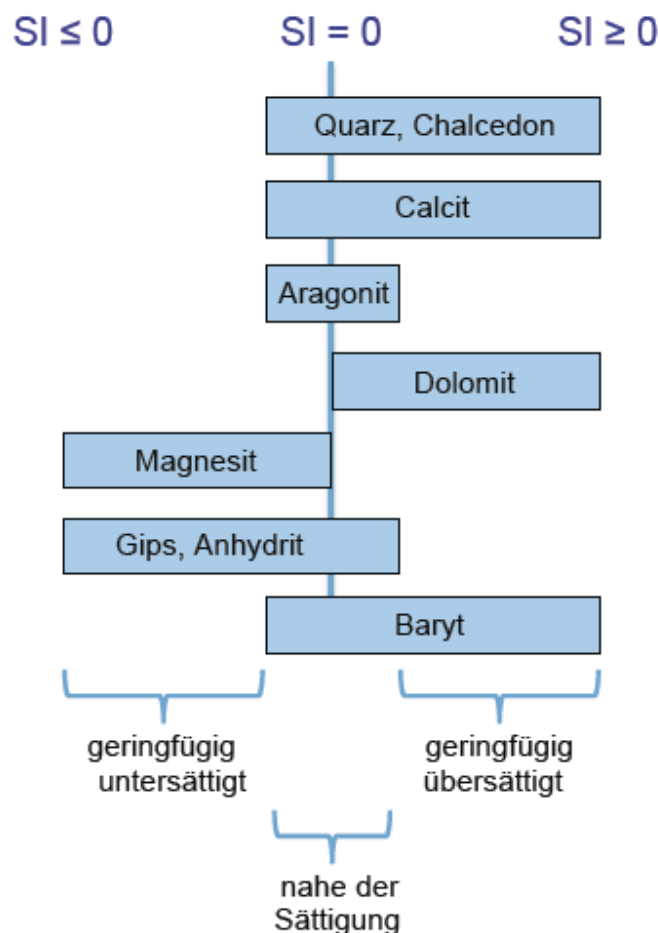 SI ≤ 0 SI = 0 SI ≥ 0
Quarz, Chalcedon
Calcit
Aragonit
Dolomit
Magnesit
Gips, Anhydrit
Baryt
geringfügig
untersättigt
geringfügig
übersättigt
nahe der
Sättigung